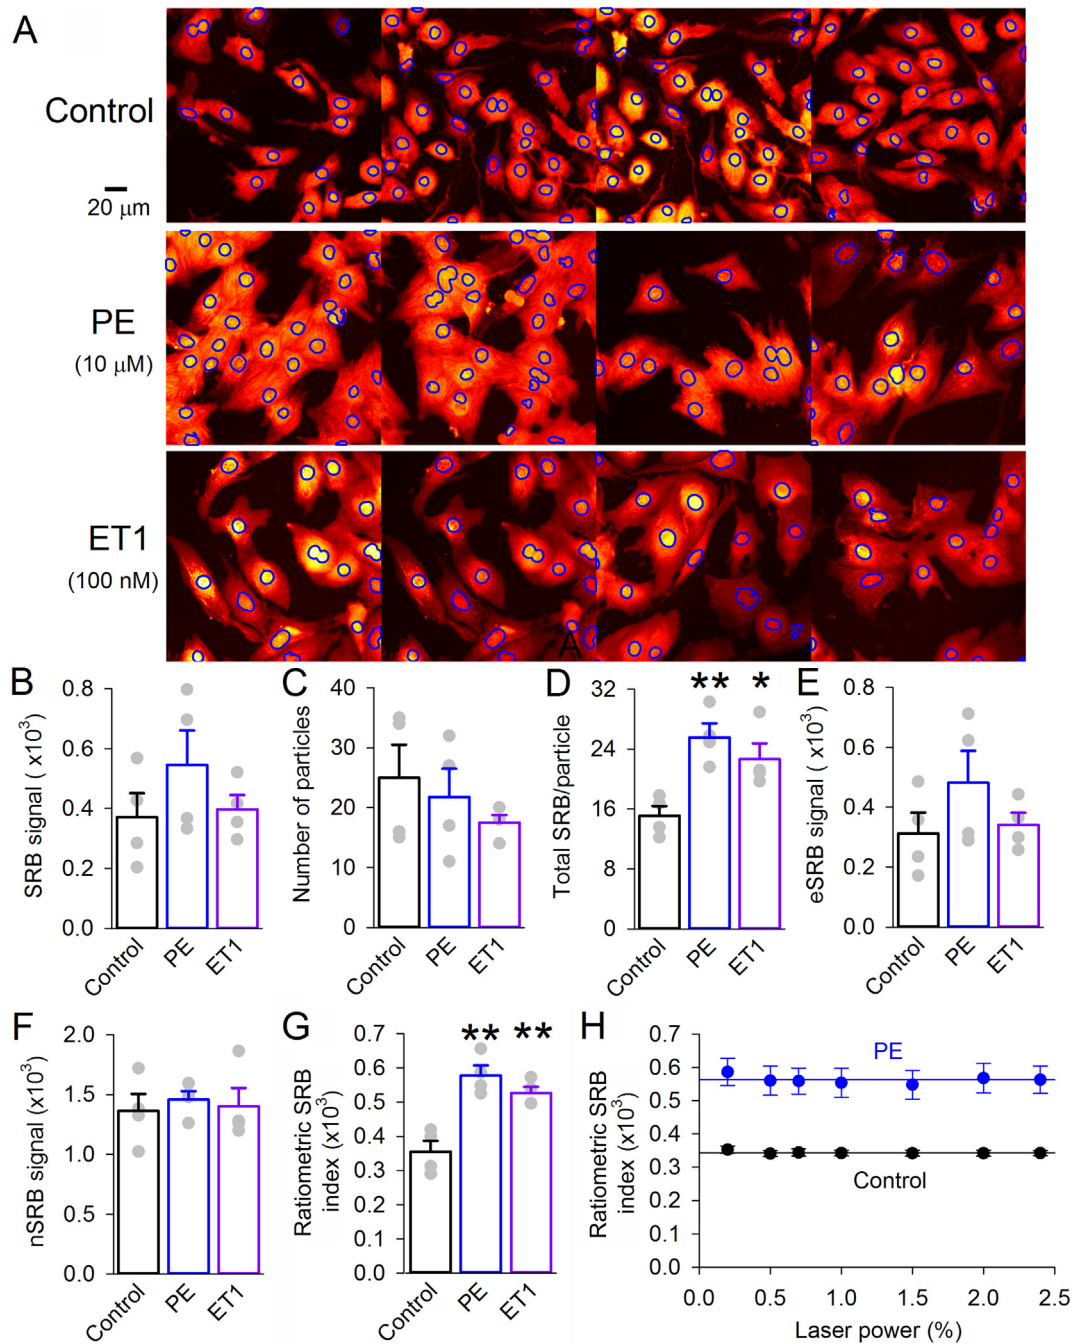 A
Control
20 μm
PE
(10 μM)
ET1
(100 nM)
A
B
SRB signal ( x10³)
0.8
0.6
0.4
0.2
0.0
Control
PE
ET1
C
Number of particles
40
30
20
10
0
Control
PE
ET1
D
Total SRB/particle
32
24
16
8
0
**
*
Control
PE
ET1
E
eSRB signal ( x10³)
0.8
0.6
0.4
0.2
0.0
Control
PE
ET1
F
nSRB signal (x10³)
2.0
1.5
1.0
0.5
0.0
Control
PE
ET1
G
Ratiometric SRB
index (x10³)
0.7
0.6
0.5
0.4
0.3
0.2
0.1
0.0
**
**
Control
PE
ET1
H
Ratiometric SRB
index (x10³)
0.7
0.6
0.5
0.4
0.3
0.2
0.1
0.0
PE
Control
0.0 0.5 1.0 1.5 2.0 2.5
Laser power (%)